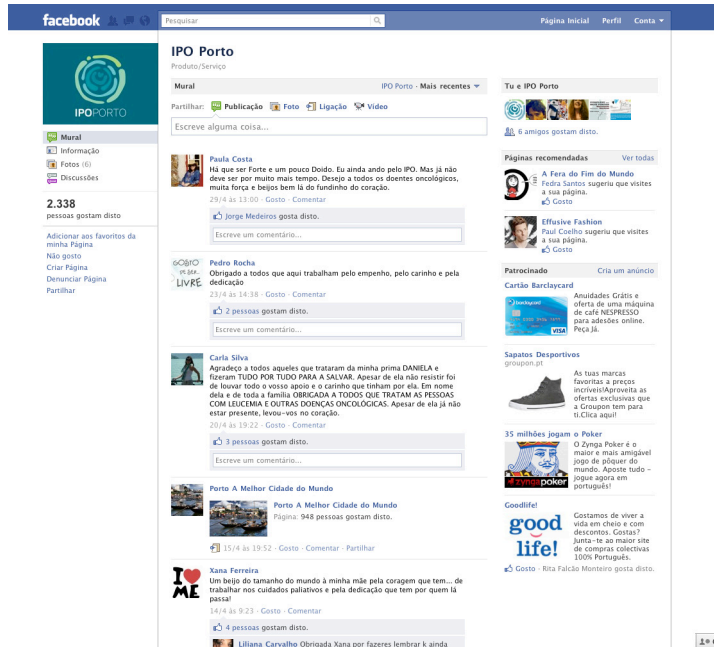 facebook
Pesquisar
Página Inicial Perfil Conta
IPOPORTO
Mural
Informação
Fotos (6)
Discussões
2.338
pessoas gostam disto
Adicionar aos favoritos da
minha Página
Não gosto
Criar Página
Denunciar Página
Partilhar
IPO Porto
Produto/Serviço
Mural
IPO Porto · Mais recentes
Partilhar: Publicação Foto Ligação Vídeo
Escreve alguma coisa...
Paula Costa
Há que ser Forte e um pouco Doido. Eu ainda ando pelo IPO. Mas já não
deve ser por muito mais tempo. Desejo a todos os doentes oncológicos,
muita força e beijos bem lá do fundinho do coração.
29/4 às 13:00 · Gosto · Comentar
Jorge Medeiros gosta disto.
Escreve um comentário...
GOSTO
DE SER
LIVRE
Pedro Rocha
Obrigado a todos que aqui trabalham pelo empenho, pelo carinho e pela
dedicação
23/4 às 14:38 · Gosto · Comentar
2 pessoas gostam disto.
Escreve um comentário...
Carla Silva
Agradeço a todos aqueles que trataram da minha prima DANIELA e
fizeram TUDO POR TUDO PARA A SALVAR. Apesar de ela não resistir foi
de louvar todo o vosso apoio e o carinho que tinham por ela. Em nome
dela e de toda a família OBRIGADA A TODOS QUE TRATAM AS PESSOAS
COM LEUCEMIA E OUTRAS DOENÇAS ONCOLÓGICAS. Apesar de ela já não
estar presente, levou-vos no coração.
20/4 às 19:22 · Gosto · Comentar
3 pessoas gostam disto.
Escreve um comentário...
Porto A Melhor Cidade do Mundo
Porto A Melhor Cidade do Mundo
Página: 948 pessoas gostam disto.
15/4 às 19:52 · Gosto · Comentar · Partilhar
I
ME
Xana Ferreira
Um beijo do tamanho do mundo à minha mãe pela coragem que tem... de
trabalhar nos cuidados paliativos e pela dedicação que tem por quem lá
passa!
14/4 às 9:23 · Gosto · Comentar
4 pessoas gostam disto.
Liliana Carvalho Obrigada Xana por fazeres lembrar k ainda
Tu e IPO Porto
6 amigos gostam disto.
Páginas recomendadas Ver todas
A Fera do Fim do Mundo
Fedra Santos sugeriu que visites
a sua página.
Gosto
Effusive Fashion
Paul Coelho sugeriu que visites
a sua página.
Gosto
Patrocinado Cria um anúncio
Cartão Barclaycard
barclaycard
VISA
Anuidades Grátis e
oferta de uma máquina
de café NESPRESSO
para adesões online.
Peça Já.
Sapatos Desportivos
groupon.pt
As tuas marcas
favoritas a preços
incríveis!Aproveita as
ofertas exclusivas que
a Groupon tem para
ti.Clica aqui!
35 milhões jogam o Poker
zyngapoker
O Zynga Poker é o
maior e mais amigável
jogo de pôquer do
mundo. Aposte tudo -
jogue agora em
português!
Goodlife!
good
life!
Gostamos de viver a
vida em cheio e com
descontos. Gostas?
Junta-te ao maior site
de compras colectivas
100% Português.
Gosto · Rita Falcão Monteiro gosta disto.